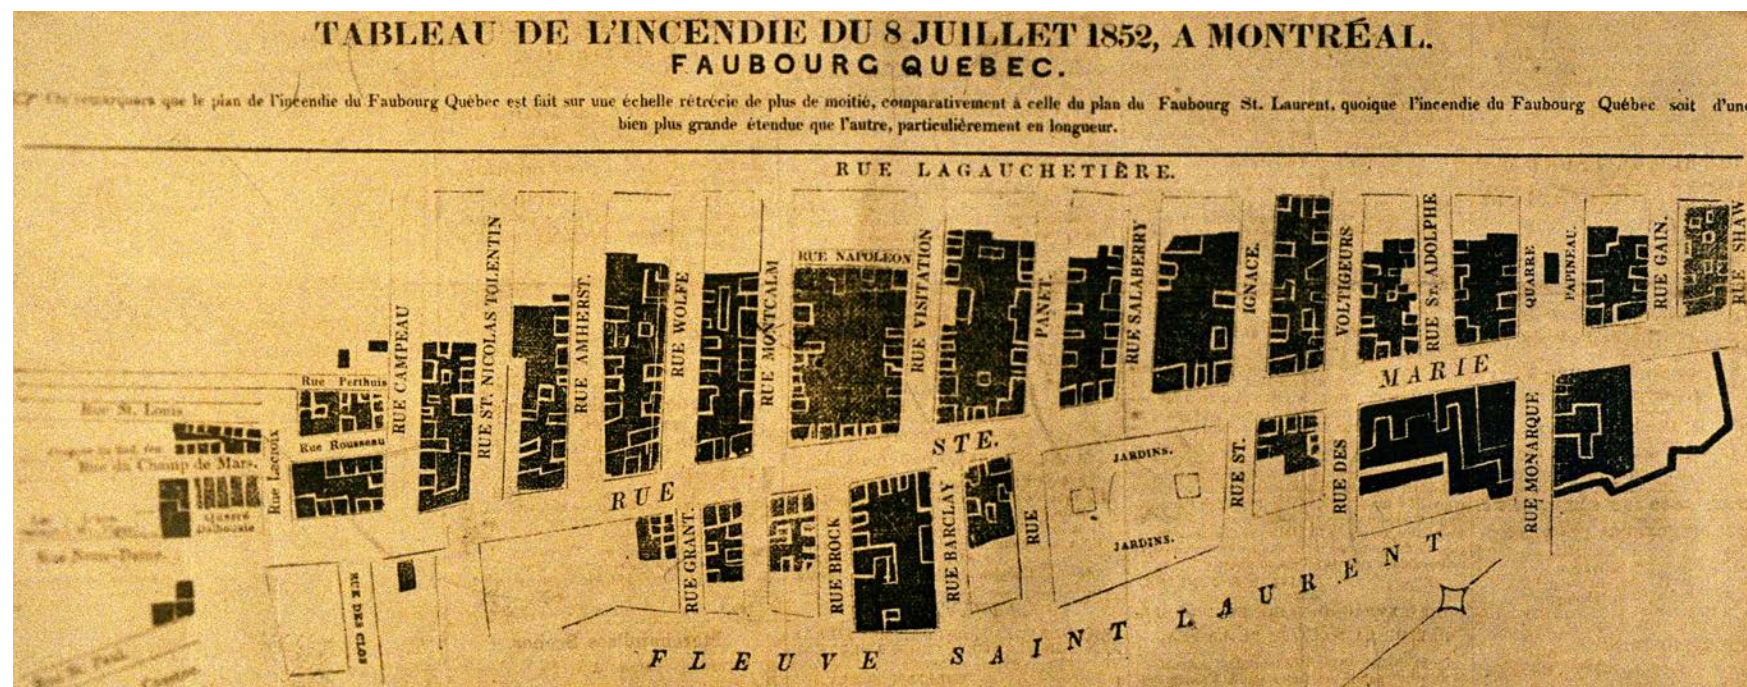 TABLEAU DE L'INCENDIE DU 8 JUILLET 1852, A MONTRÉAL.
FAUBOURG QUEBEC.
On remarquera que le plan de l'incendie du Faubourg Québec est fait sur une échelle rétrécie de plus de moitié, comparativement à celle du plan du Faubourg St. Laurent, quoique l'incendie du Faubourg Québec soit d'une
bien plus grande étendue que l'autre, particulièrement en longueur.
RUE LAGAUCHETIÈRE.
RUE CAMPEAU
RUE ST. NICOLAS TOLENTIN
RUE AMHERST.
RUE WOLFE
RUE MONTCALM
RUE NAPOLEON
RUE VISITATION
PANET.
RUE SALABERRY
IGNACE.
VOLTIGEURS
RUE St. ADOLPHE
QUARRE
PAPINEAU.
RUE GAIN.
RUE SHAW
Rue Perthuis
Rue St. Louis
Rue Rousseau
Rue du Champ de Mars.
Rue Lacroix
Quarré
Dalhousie
Rue Notre-Dame.
RUE STE. MARIE
RUE GRANT.
RUE BROCK
RUE BARCLAY
RUE
JARDINS.
JARDINS.
RUE ST.
RUE DES
RUE MONARQUE
RUE DES CLOS
Rue St. Paul.
FLEUVE SAINT LAURENT